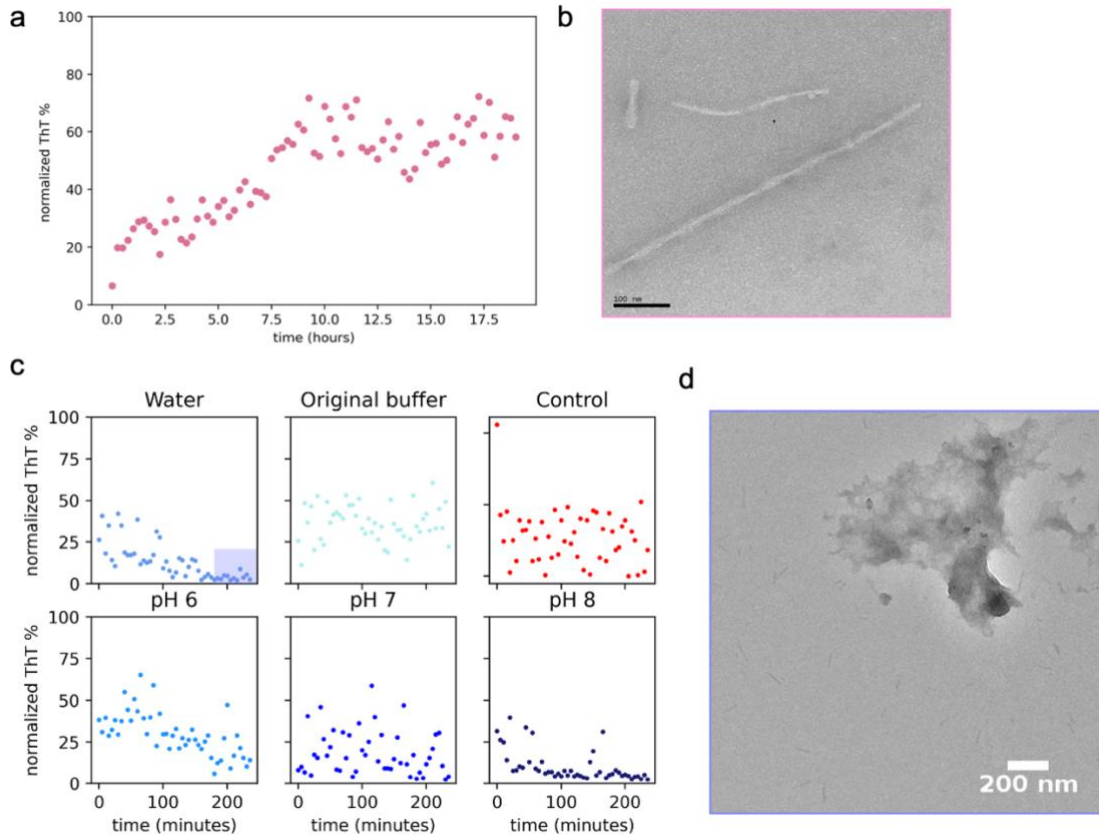 a
normalized ThT %
100
80
60
40
20
0
0.0 2.5 5.0 7.5 10.0 12.5 15.0 17.5
time (hours)
b
100 nm
c
Water Original buffer Control
normalized ThT %
100
75
50
25
0
pH 6 pH 7 pH 8
normalized ThT %
100
75
50
25
0
0 100 200 0 100 200 0 100 200
time (minutes) time (minutes) time (minutes)
d
200 nm